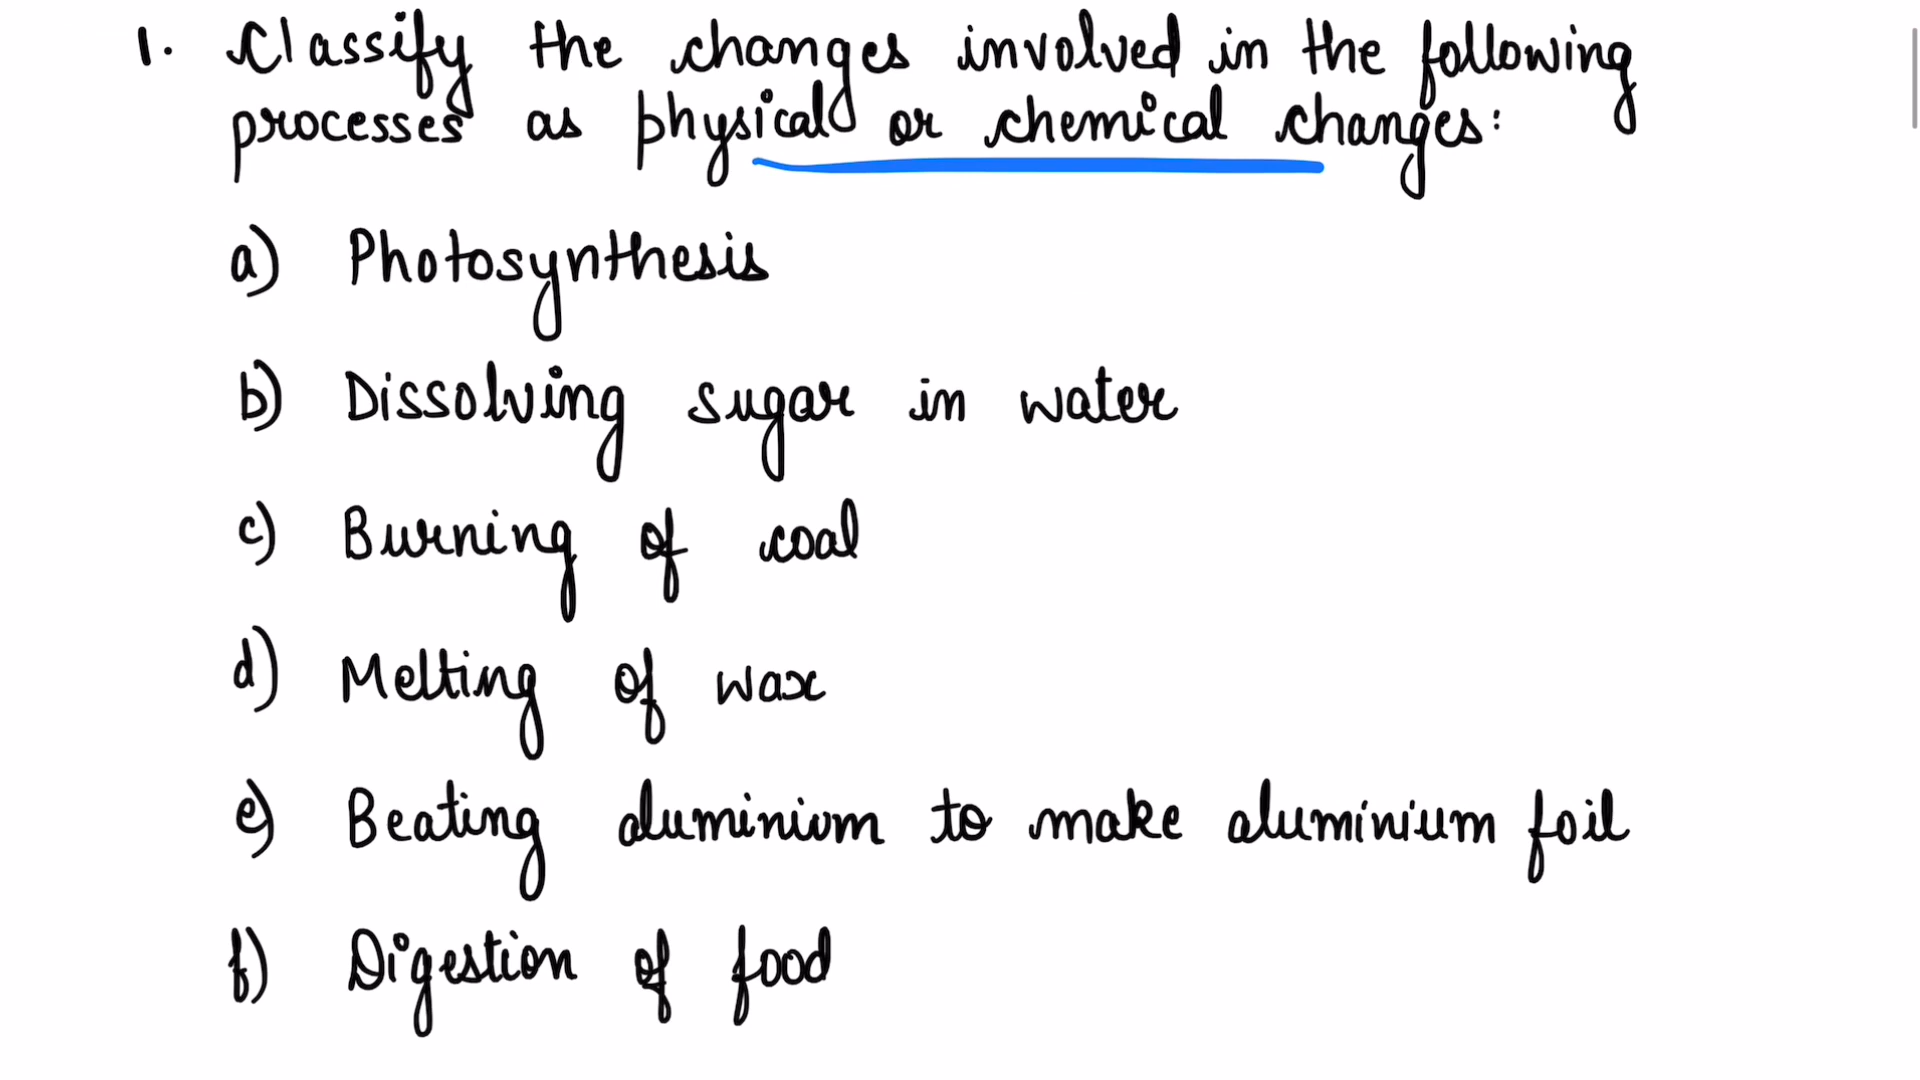 1. Classify the changes involved in the following
processes as physical or chemical changes:
a) Photosynthesis
b) Dissolving sugar in water
c) Burning of coal
d) Melting of wax
e) Beating aluminium to make aluminium foil
f) Digestion of food